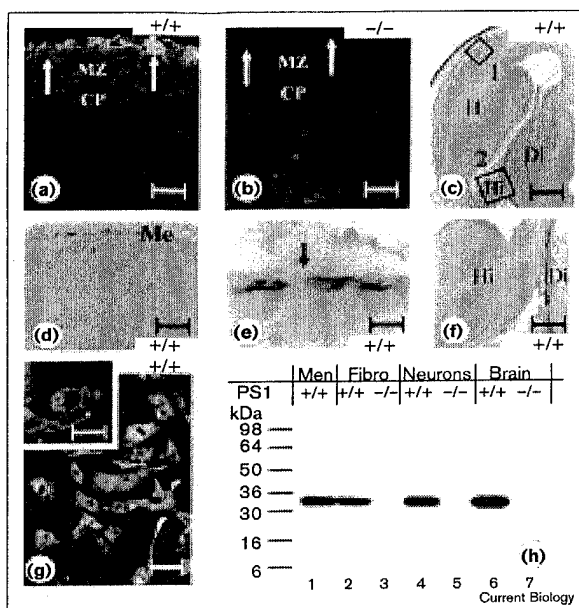 +/+
MZ
CP
(a)
−/−
MZ
CP
(b)
+/+
1
2
Hi
Di
(c)
Me
(d)
+/+
(e)
+/+
Hi
Di
(f)
+/+
+/+
(g)
Men Fibro Neurons Brain
PS1 +/+ +/+ −/− +/+ −/− +/+ −/−
kDa
98
64
50
36
30
16
6
(h)
1 2 3 4 5 6 7
Current Biology